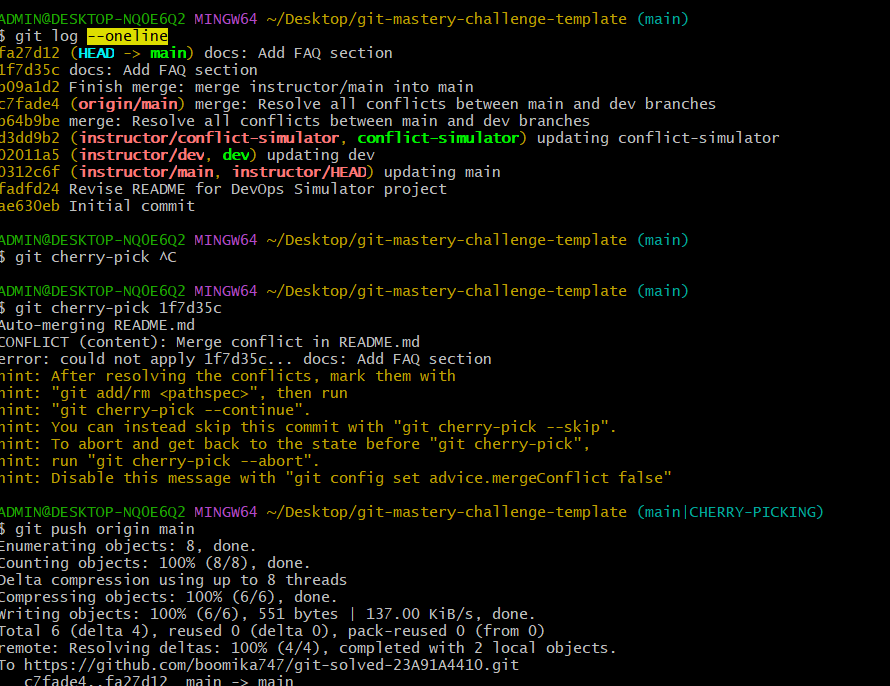 ADMIN@DESKTOP-NQ0E6Q2 MINGW64 ~/Desktop/git-mastery-challenge-template (main)
$ git log --oneline
fa27d12 (HEAD -> main) docs: Add FAQ section
1f7d35c docs: Add FAQ section
b09a1d2 Finish merge: merge instructor/main into main
c7fade4 (origin/main) merge: Resolve all conflicts between main and dev branches
b64b9be merge: Resolve all conflicts between main and dev branches
d3dd9b2 (instructor/conflict-simulator, conflict-simulator) updating conflict-simulator
02011a5 (instructor/dev, dev) updating dev
0312c6f (instructor/main, instructor/HEAD) updating main
fadfd24 Revise README for DevOps Simulator project
ae630eb Initial commit
ADMIN@DESKTOP-NQ0E6Q2 MINGW64 ~/Desktop/git-mastery-challenge-template (main)
$ git cherry-pick ^C
ADMIN@DESKTOP-NQ0E6Q2 MINGW64 ~/Desktop/git-mastery-challenge-template (main)
$ git cherry-pick 1f7d35c
Auto-merging README.md
CONFLICT (content): Merge conflict in README.md
error: could not apply 1f7d35c... docs: Add FAQ section
hint: After resolving the conflicts, mark them with
hint: "git add/rm <pathspec>", then run
hint: "git cherry-pick --continue".
hint: You can instead skip this commit with "git cherry-pick --skip".
hint: To abort and get back to the state before "git cherry-pick",
hint: run "git cherry-pick --abort".
hint: Disable this message with "git config set advice.mergeConflict false"
ADMIN@DESKTOP-NQ0E6Q2 MINGW64 ~/Desktop/git-mastery-challenge-template (main|CHERRY-PICKING)
$ git push origin main
Enumerating objects: 8, done.
Counting objects: 100% (8/8), done.
Delta compression using up to 8 threads
Compressing objects: 100% (6/6), done.
Writing objects: 100% (6/6), 551 bytes | 137.00 KiB/s, done.
Total 6 (delta 4), reused 0 (delta 0), pack-reused 0 (from 0)
remote: Resolving deltas: 100% (4/4), completed with 2 local objects.
To https://github.com/boomika747/git-solved-23A91A4410.git
c7fade4..fa27d12 main -> main